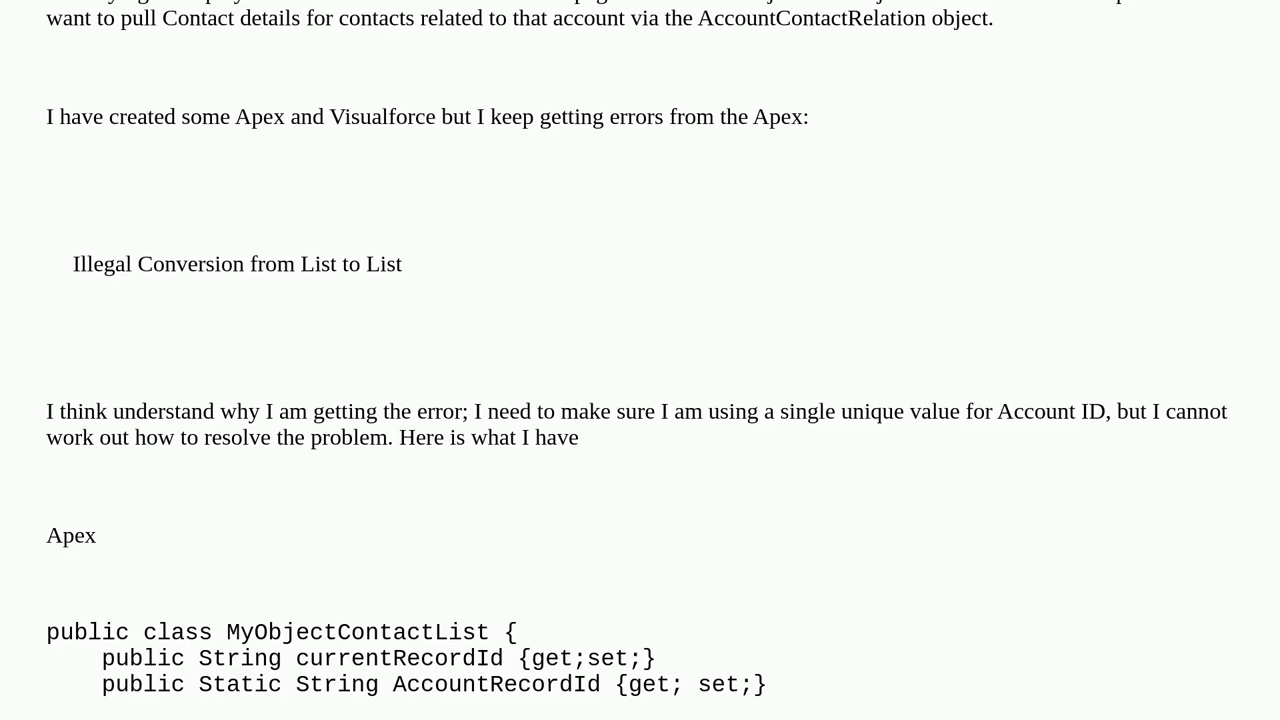 want to pull Contact details for contacts related to that account via the AccountContactRelation object.
I have created some Apex and Visualforce but I keep getting errors from the Apex:
Illegal Conversion from List to List
I think understand why I am getting the error; I need to make sure I am using a single unique value for Account ID, but I cannot
work out how to resolve the problem. Here is what I have
Apex
public class MyObjectContactList {
    public String currentRecordId {get;set;}
    public Static String AccountRecordId {get; set;}